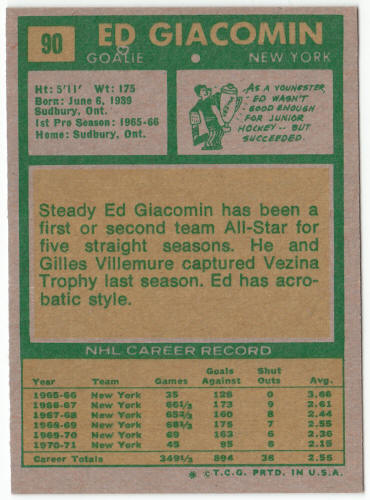 90
ED GIACOMIN
GOALIE • NEW YORK
Ht: 5'11' Wt: 175
Born: June 6, 1939
Sudbury, Ont.
1st Pro Season: 1965-66
Home: Sudbury, Ont.
AS A YOUNGSTER,
ED WASN'T
GOOD ENOUGH
FOR JUNIOR
HOCKEY -- BUT
SUCCEEDED.
Steady Ed Giacomin has been a
first or second team All-Star for
five straight seasons. He and
Gilles Villemure captured Vezina
Trophy last season. Ed has acro-
batic style.
NHL CAREER RECORD
Goals Shut
Year Team Games Against Outs Avg.
1965-66 New York 35 125 0 3.66
1966-67 New York 66⅓ 173 9 2.61
1967-68 New York 65⅔ 160 8 2.44
1968-69 New York 68⅓ 175 7 2.55
1969-70 New York 69 163 6 2.36
1970-71 New York 45 95 6 2.15
Career Totals 349⅓ 894 36 2.55
* © T.C.G. PRTD. IN U.S.A.